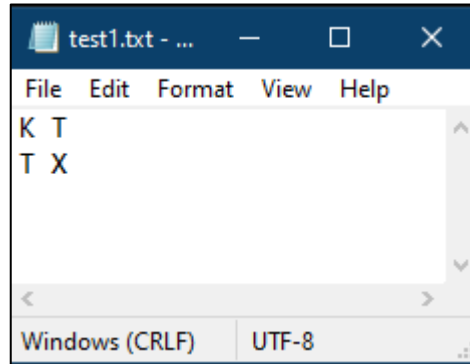 test1.txt - ...
File Edit Format View Help
K T
T X
Windows (CRLF) UTF-8